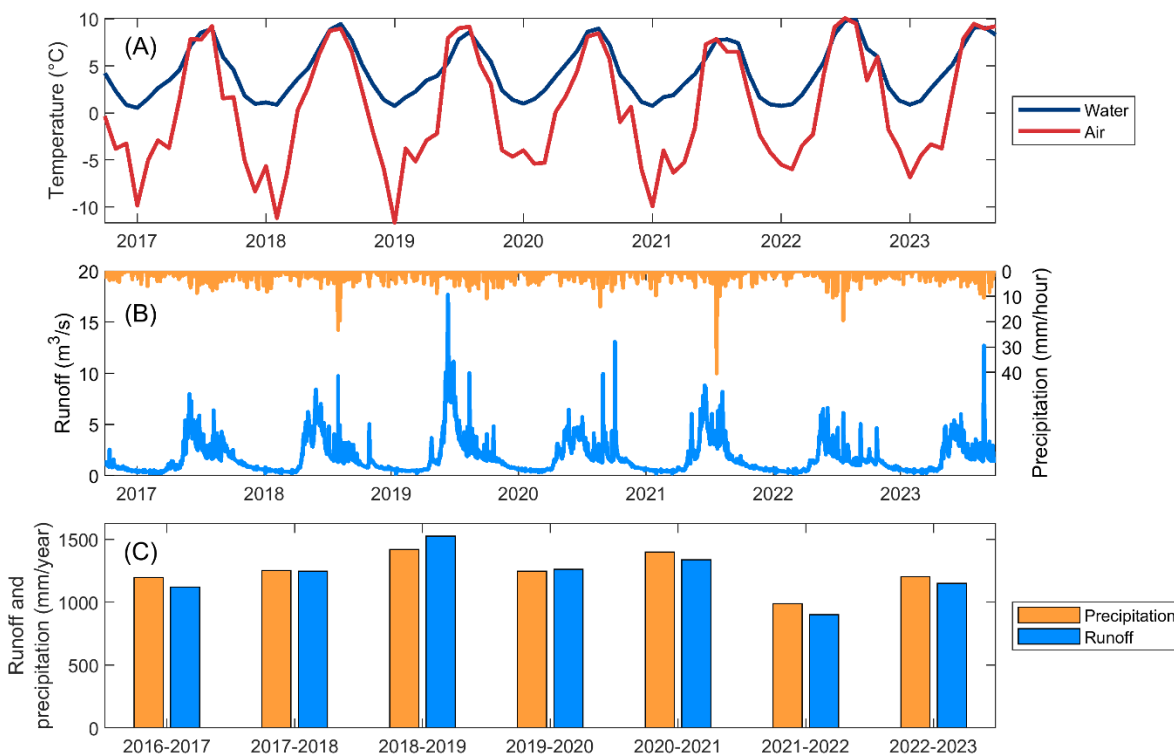 (A)
Temperature (°C)
10
5
0
-5
-10
2017 2018 2019 2020 2021 2022 2023
Water
Air
(B)
Runoff (m³/s)
20
15
10
5
0
Precipitation (mm/hour)
0
10
20
30
40
2017 2018 2019 2020 2021 2022 2023
(C)
Runoff and
precipitation (mm/year)
1500
1000
500
0
2016-2017 2017-2018 2018-2019 2019-2020 2020-2021 2021-2022 2022-2023
Precipitation
Runoff